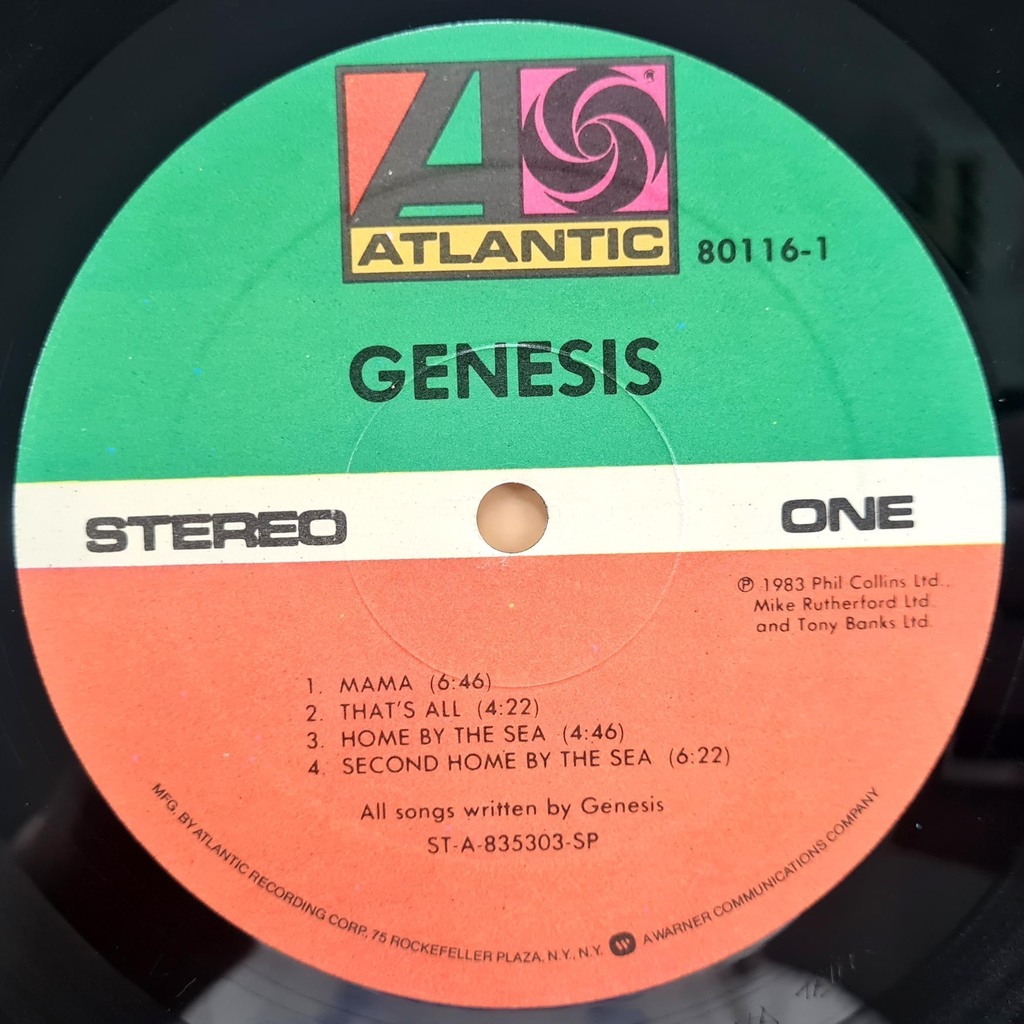 ATLANTIC
®
80116-1
GENESIS
STEREO
ONE
℗ 1983 Phil Collins Ltd.,
Mike Rutherford Ltd.
and Tony Banks Ltd.
1. MAMA (6:46)
2. THAT'S ALL (4:22)
3. HOME BY THE SEA (4:46)
4. SECOND HOME BY THE SEA (6:22)
All songs written by Genesis
ST-A-835303-SP
MFG. BY ATLANTIC RECORDING CORP., 75 ROCKEFELLER PLAZA, N.Y., N.Y. A WARNER COMMUNICATIONS COMPANY